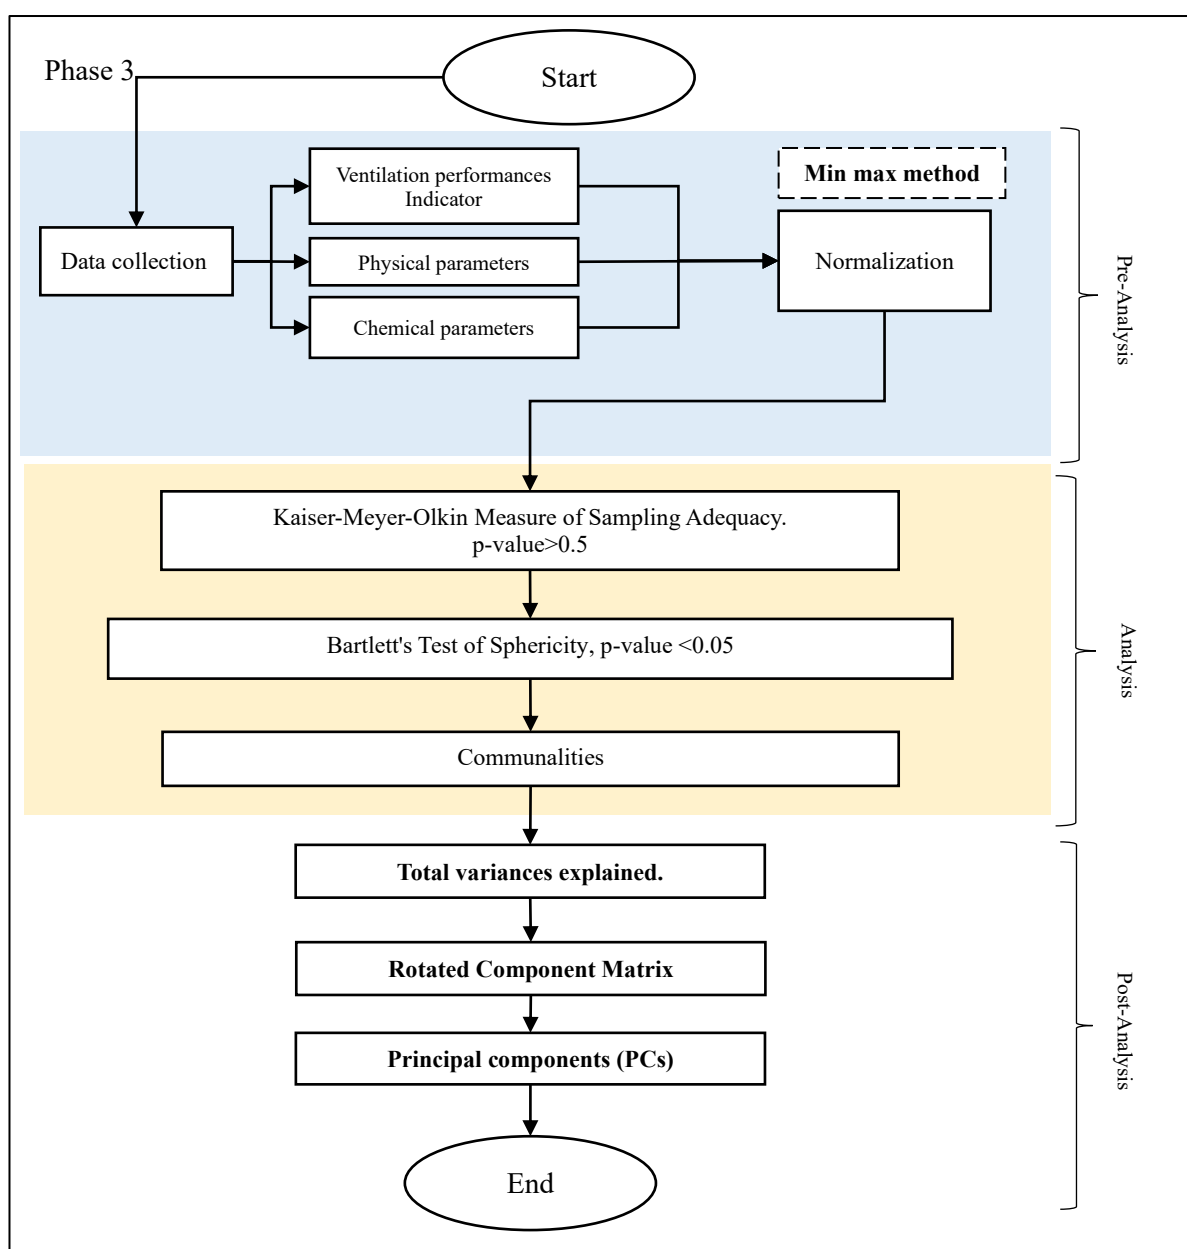 Phase 3
Start
Ventilation performances
Indicator
Min max method
Data collection
Physical parameters
Normalization
Chemical parameters
Pre-Analysis
Kaiser-Meyer-Olkin Measure of Sampling Adequacy.
p-value>0.5
Bartlett's Test of Sphericity, p-value <0.05
Communalities
Analysis
Total variances explained.
Rotated Component Matrix
Principal components (PCs)
Post-Analysis
End